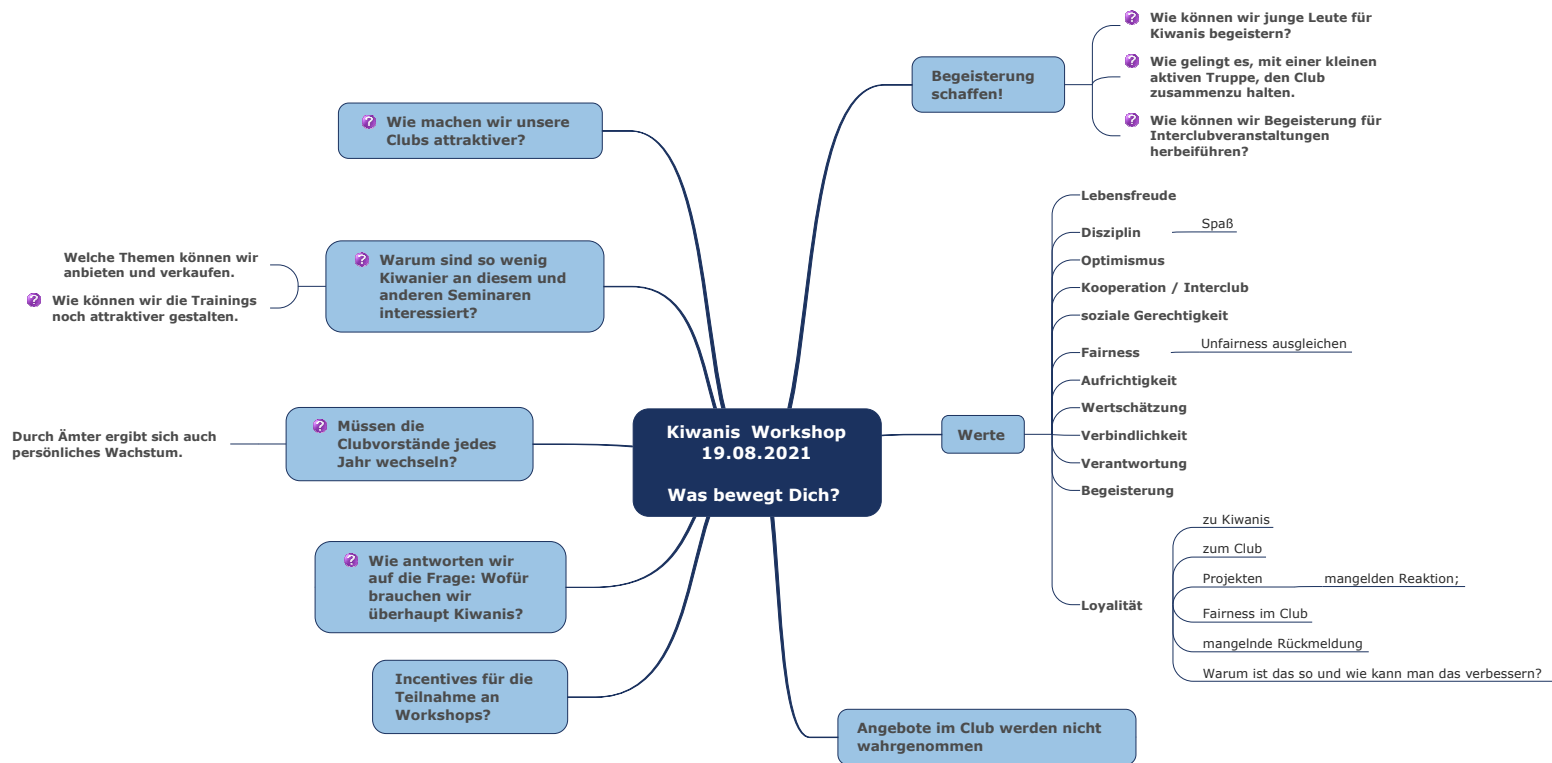 Kiwanis Workshop
19.08.2021
Was bewegt Dich?
Begeisterung
schaffen!
Wie können wir junge Leute für
Kiwanis begeistern?
Wie gelingt es, mit einer kleinen
aktiven Truppe, den Club
zusammenzu halten.
Wie können wir Begeisterung für
Interclubveranstaltungen
herbeiführen?
Werte
Lebensfreude
Disziplin
Spaß
Optimismus
Kooperation / Interclub
soziale Gerechtigkeit
Fairness
Unfairness ausgleichen
Aufrichtigkeit
Wertschätzung
Verbindlichkeit
Verantwortung
Begeisterung
Loyalität
zu Kiwanis
zum Club
Projekten
mangelden Reaktion;
Fairness im Club
mangelnde Rückmeldung
Warum ist das so und wie kann man das verbessern?
Angebote im Club werden nicht
wahrgenommen
Wie machen wir unsere
Clubs attraktiver?
Warum sind so wenig
Kiwanier an diesem und
anderen Seminaren
interessiert?
Welche Themen können wir
anbieten und verkaufen.
Wie können wir die Trainings
noch attraktiver gestalten.
Müssen die
Clubvorstände jedes
Jahr wechseln?
Durch Ämter ergibt sich auch
persönliches Wachstum.
Wie antworten wir
auf die Frage: Wofür
brauchen wir
überhaupt Kiwanis?
Incentives für die
Teilnahme an
Workshops?